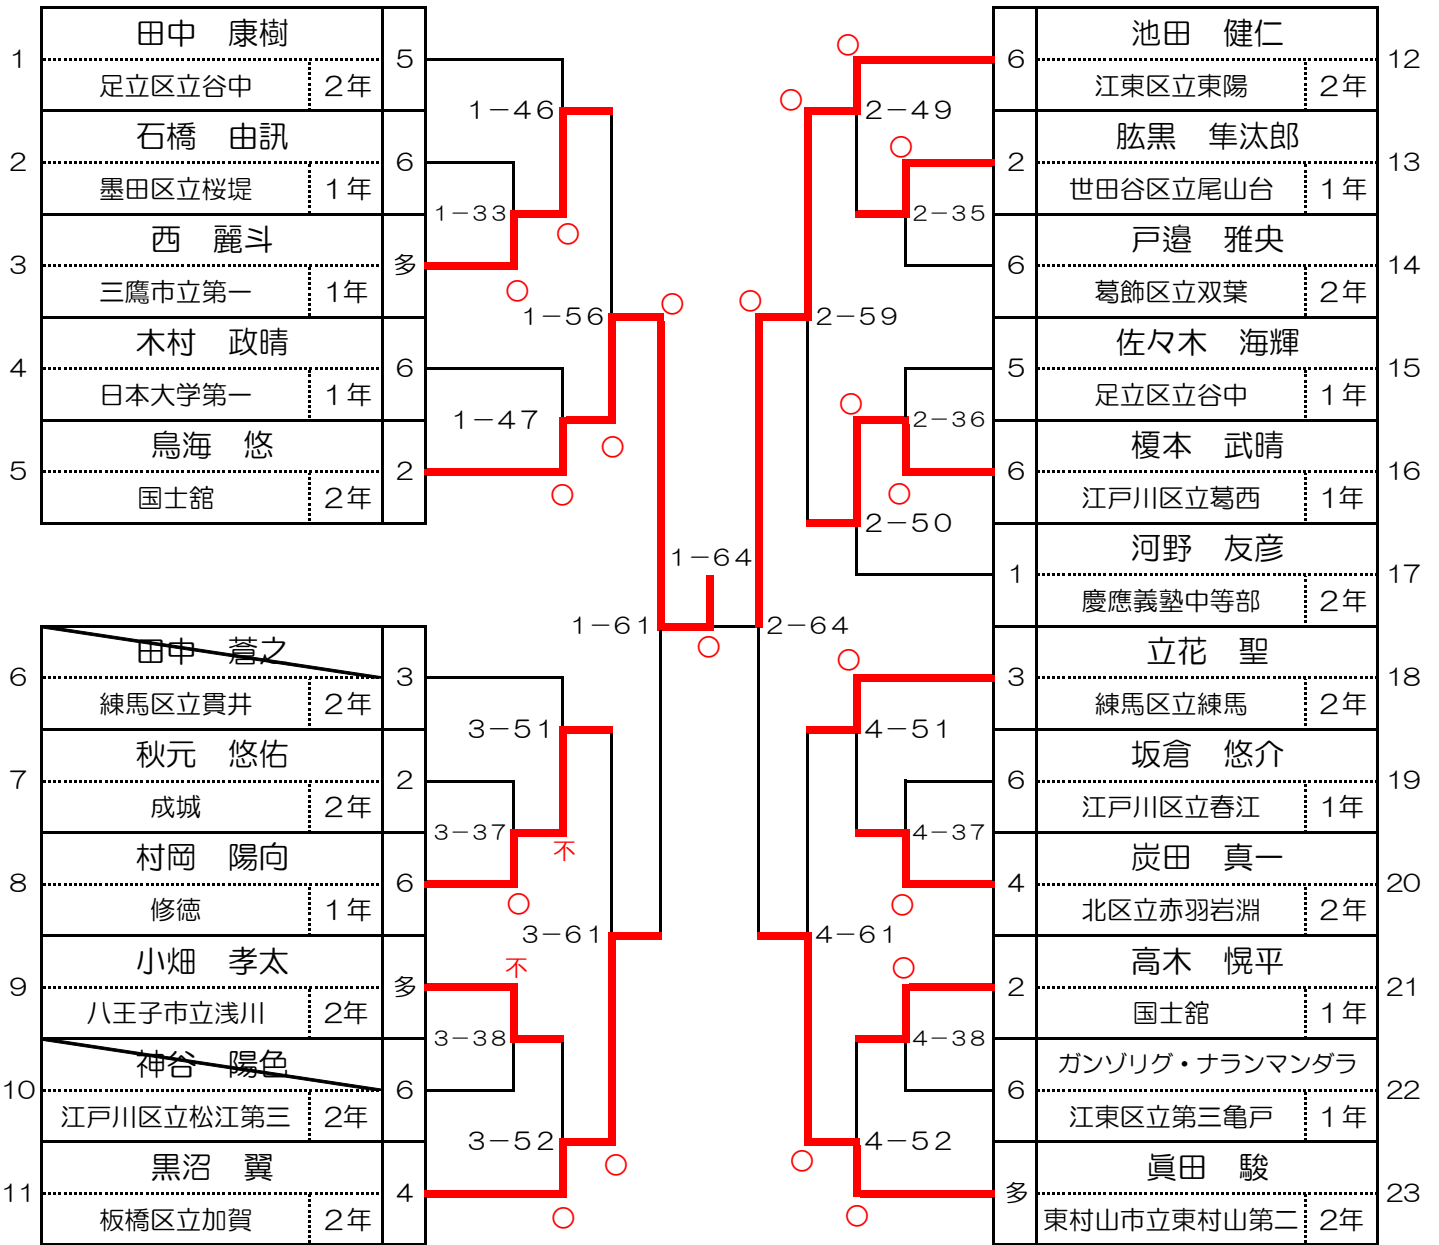 1
田中　康樹
足立区立谷中
2年
5
2
石橋　由訊
墨田区立桜堤
1年
6
3
西　麗斗
三鷹市立第一
1年
多
4
木村　政晴
日本大学第一
1年
6
5
鳥海　悠
国士舘
2年
2
6
田中　蒼之
練馬区立貫井
2年
3
7
秋元　悠佑
成城
2年
2
8
村岡　陽向
修徳
1年
6
9
小畑　孝太
八王子市立浅川
2年
多
10
神谷　陽色
江戸川区立松江第三
2年
6
11
黒沼　翼
板橋区立加賀
2年
4
1-46
1-33
○
○
1-56
○
1-47
○
○
1-61
3-51
3-37
不
○
3-61
不
3-38
3-52
○
○
1-64
○
○
2-64
○
○
2-49
○
2-35
2-59
○
2-36
○
2-50
○
4-51
4-37
○
4-61
○
4-38
4-52
○
○
6
池田　健仁
江東区立東陽
2年
12
2
肱黒　隼汰郎
世田谷区立尾山台
1年
13
6
戸邉　雅央
葛飾区立双葉
2年
14
5
佐々木　海輝
足立区立谷中
1年
15
6
榎本　武晴
江戸川区立葛西
1年
16
1
河野　友彦
慶應義塾中等部
2年
17
3
立花　聖
練馬区立練馬
2年
18
6
坂倉　悠介
江戸川区立春江
1年
19
4
炭田　真一
北区立赤羽岩淵
2年
20
2
高木　愰平
国士舘
1年
21
6
ガンゾリグ・ナランマンダラ
江東区立第三亀戸
1年
22
多
眞田　駿
東村山市立東村山第二
2年
23